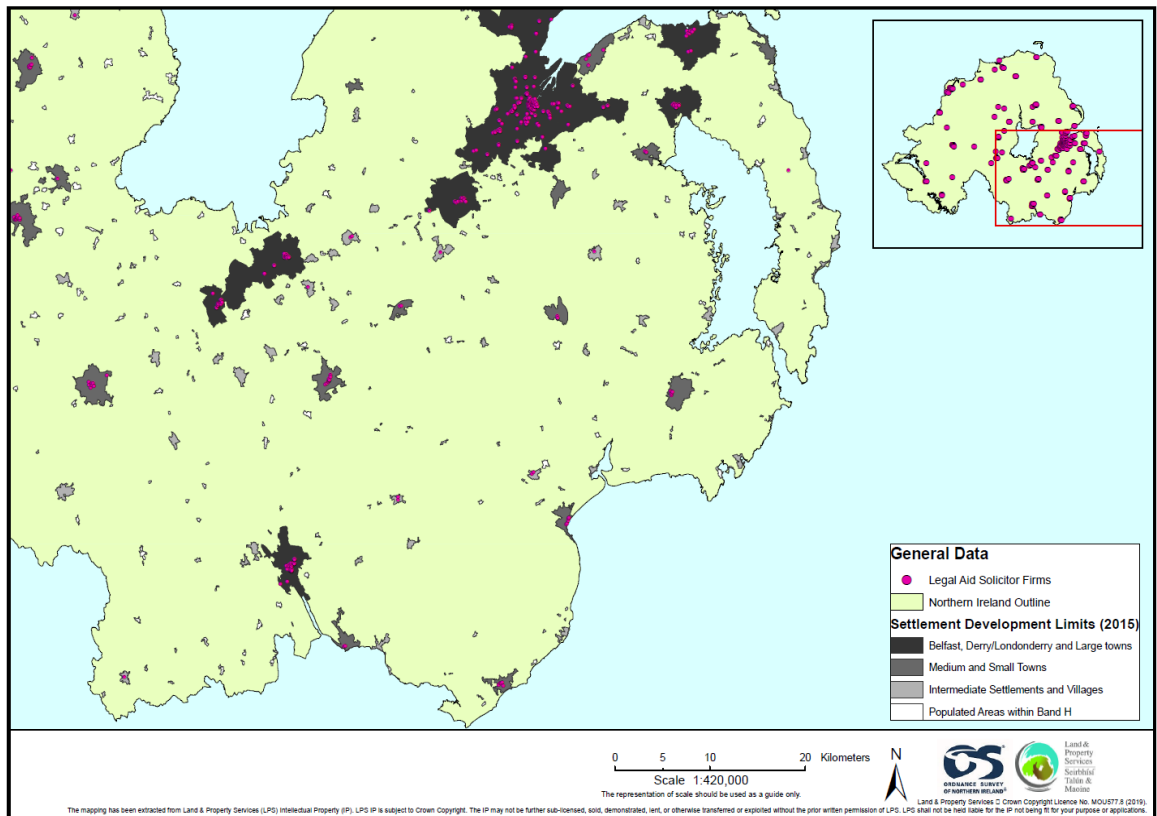 General Data
Legal Aid Solicitor Firms
Northern Ireland Outline
Settlement Development Limits (2015)
Belfast, Derry/Londonderry and Large towns
Medium and Small Towns
Intermediate Settlements and Villages
Populated Areas within Band H
0 5 10 20 Kilometers
Scale 1:420,000
The representation of scale should be used as a guide only.
N
OS
ORDNANCE SURVEY
OF NORTHERN IRELAND®
Land &
Property
Services
Seirbhísí
Talún &
Maoine
Land & Property Services ▯ Crown Copyright Licence No. MOU577.8 (2019).
The mapping has been extracted from Land & Property Services (LPS) Intellectual Property (IP). LPS IP is subject to Crown Copyright. The IP may not be further sub-licensed, sold, demonstrated, lent, or otherwise transferred or exploited without the prior written permission of LPS. LPS shall not be held liable for the IP not being fit for your purpose or applications.